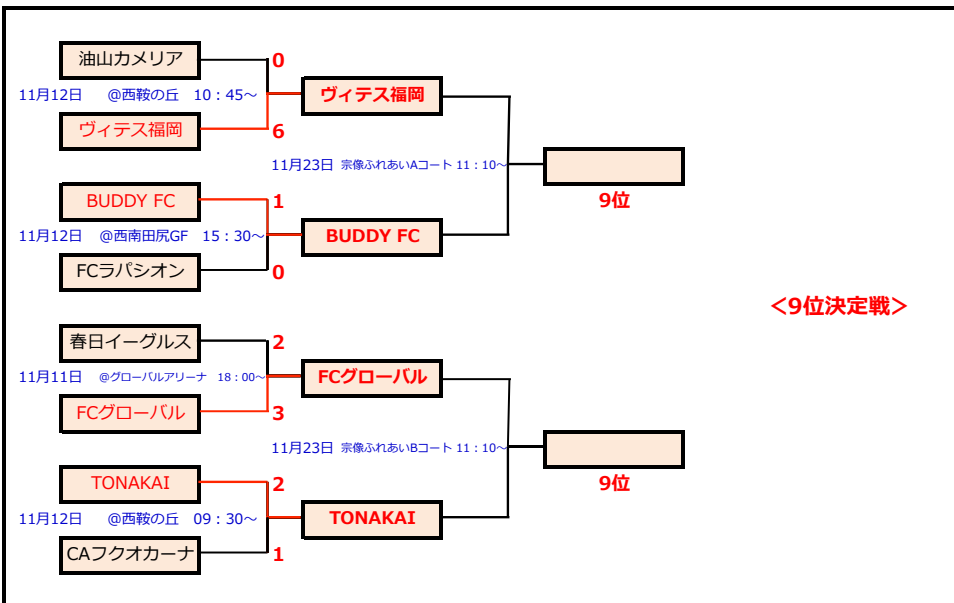 油山カメリア
0
11月12日 @西鞍の丘 10：45～
ヴィテス福岡
ヴィテス福岡
6
11月23日 宗像ふれあいAコート 11：10～
9位
BUDDY FC
1
11月12日 @西南田尻GF 15：30～
BUDDY FC
FCラパシオン
0
＜9位決定戦＞
春日イーグルス
2
11月11日 @グローバルアリーナ 18：00～
FCグローバル
FCグローバル
3
11月23日 宗像ふれあいBコート 11：10～
9位
TONAKAI
2
11月12日 @西鞍の丘 09：30～
TONAKAI
CAフクオカーナ
1